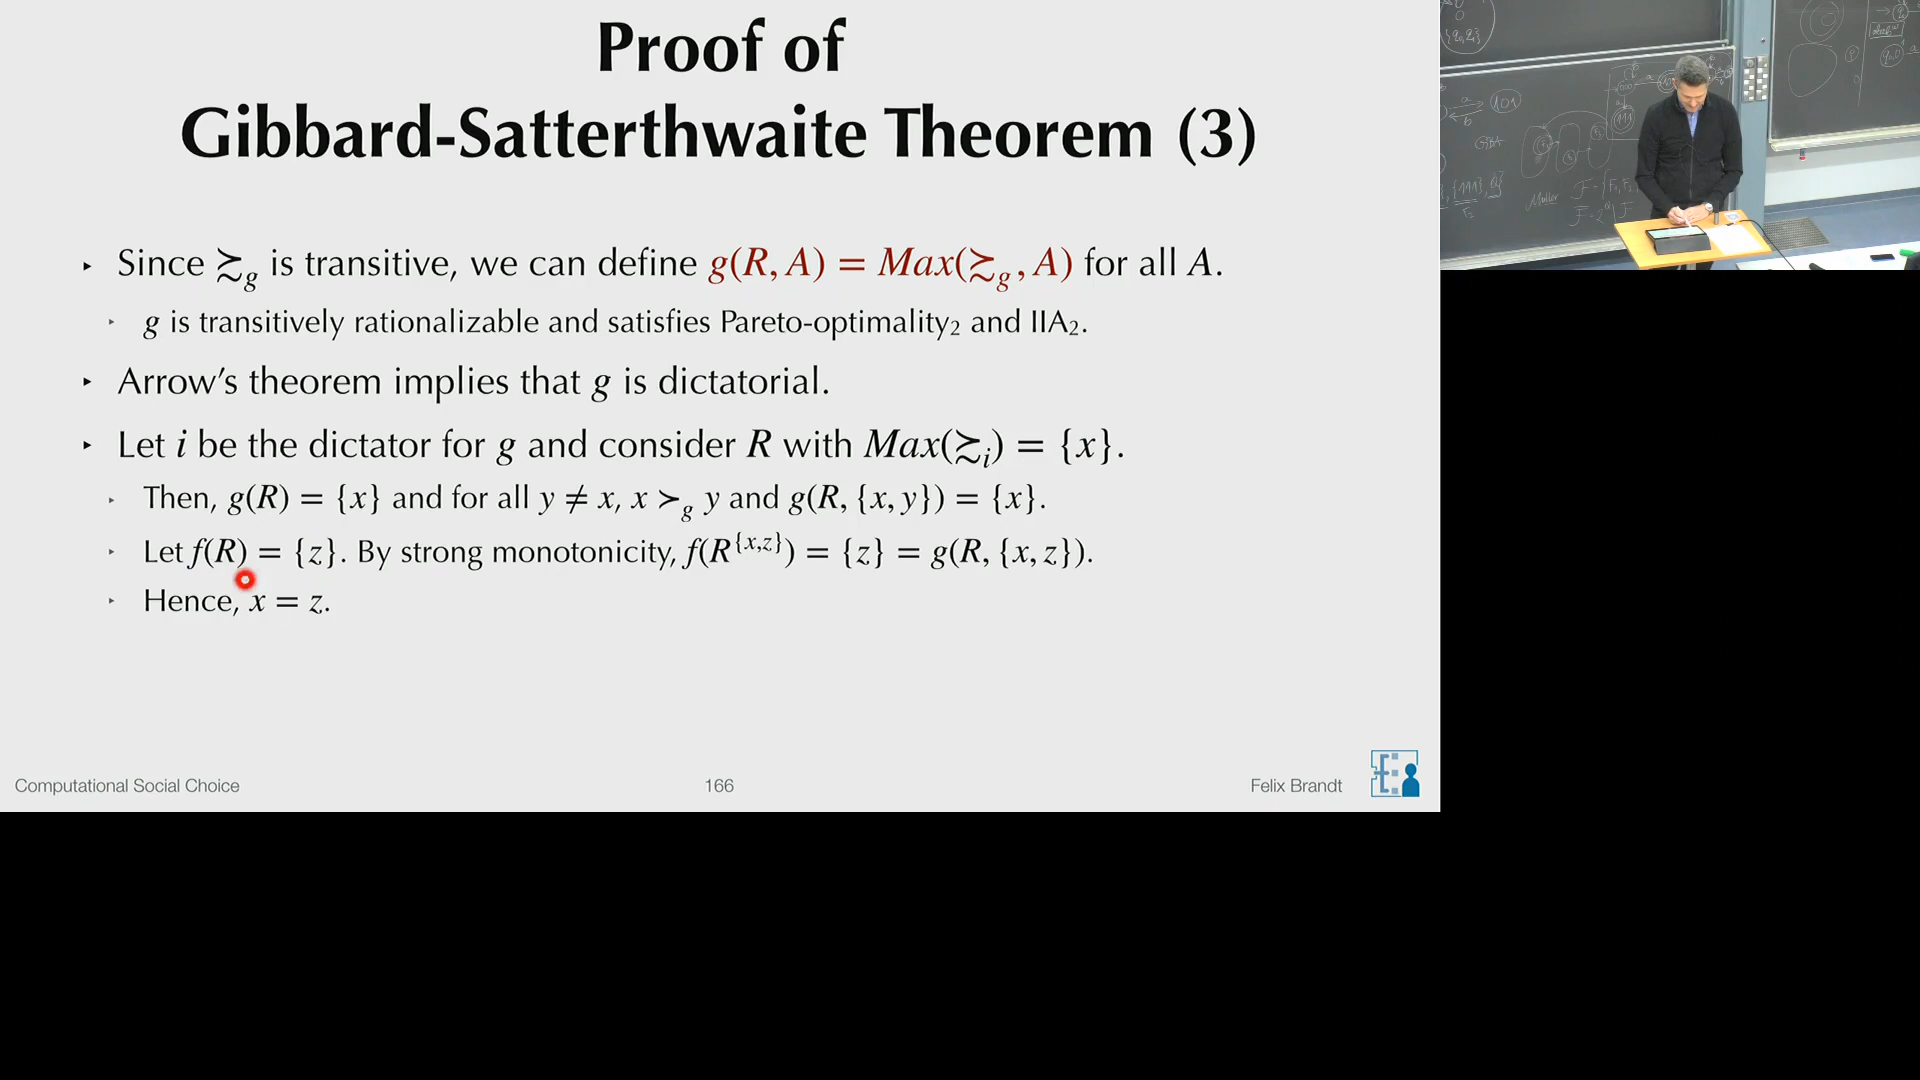 Proof of
Gibbard-Satterthwaite Theorem (3)
‣ Since ≿g is transitive, we can define g(R, A) = Max(≿g, A) for all A.
‣ g is transitively rationalizable and satisfies Pareto-optimality₂ and IIA₂.
‣ Arrow's theorem implies that g is dictatorial.
‣ Let i be the dictator for g and consider R with Max(≿i) = {x}.
‣ Then, g(R) = {x} and for all y ≠ x, x ≻g y and g(R, {x, y}) = {x}.
‣ Let f(R) = {z}. By strong monotonicity, f(R^{x,z}) = {z} = g(R, {x, z}).
‣ Hence, x = z.
Computational Social Choice
166
Felix Brandt
Muller